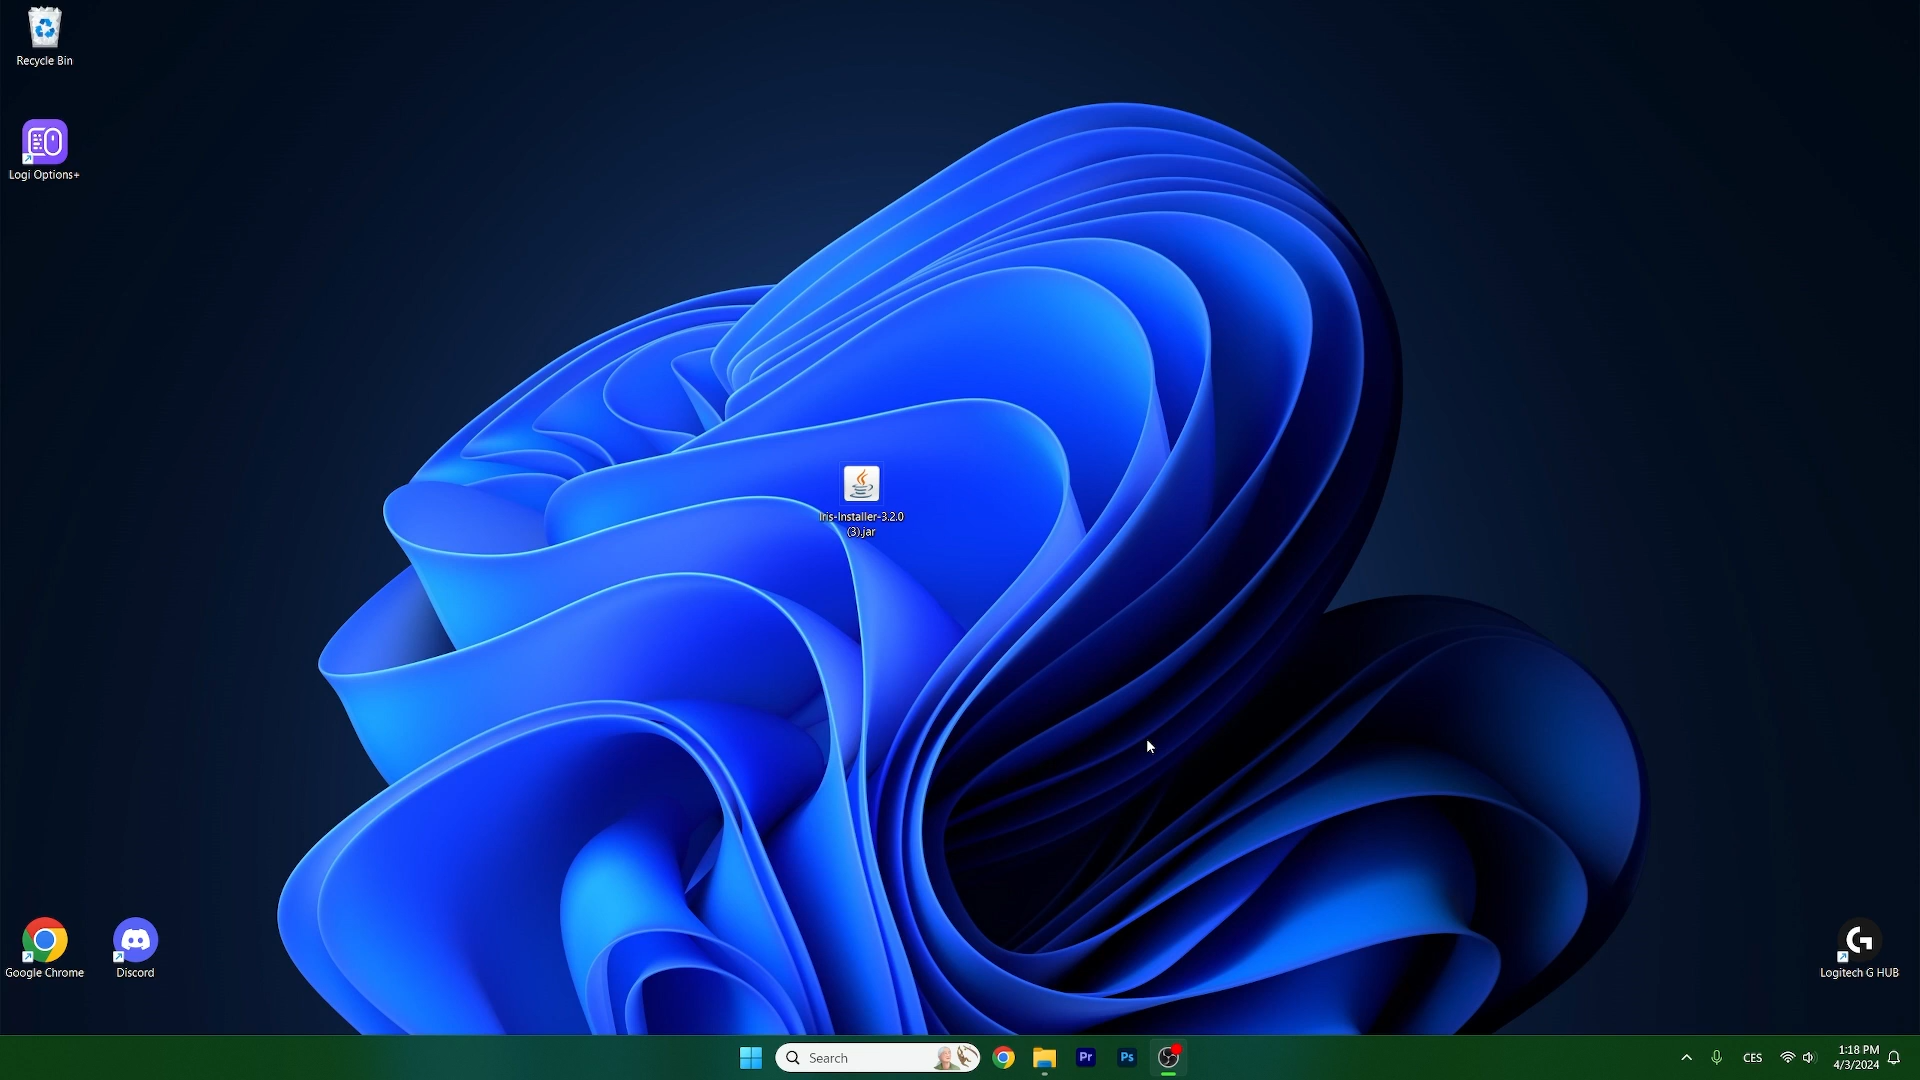 Recycle Bin
Logi Options+
Iris-Installer-3.2.0
(3).jar
Google Chrome
Discord
Logitech G HUB
Search
Pr
Ps
CES
1:18 PM
4/3/2024